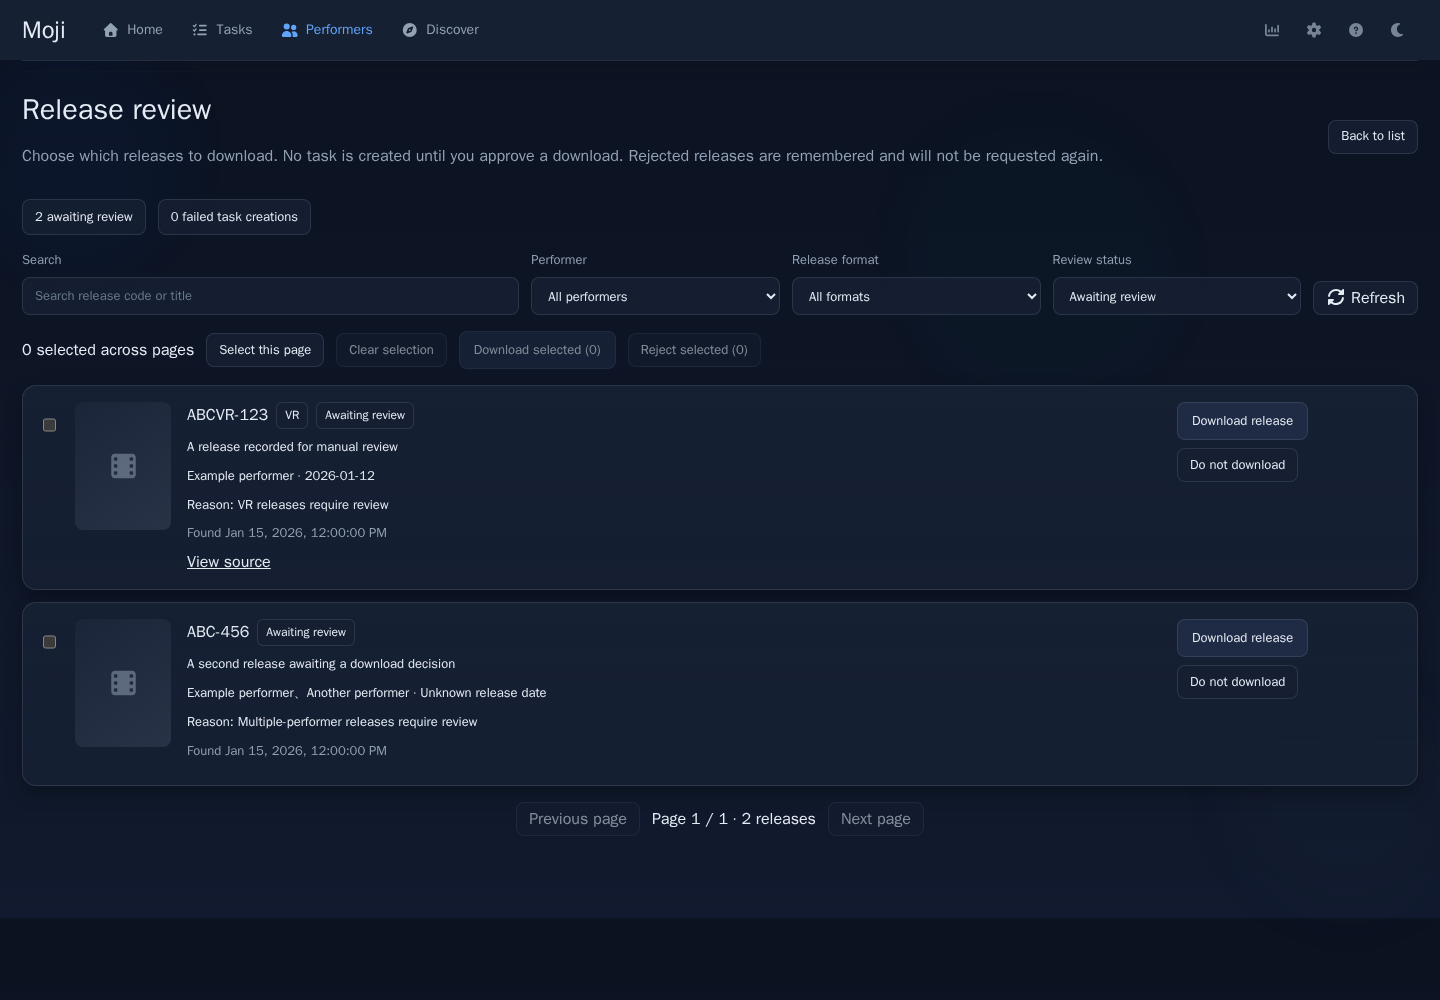 Moji Home Tasks Performers Discover
Release review
Back to list
Choose which releases to download. No task is created until you approve a download. Rejected releases are remembered and will not be requested again.
2 awaiting review 0 failed task creations
Search Performer Release format Review status
Search release code or title All performers All formats Awaiting review Refresh
0 selected across pages Select this page Clear selection Download selected (0) Reject selected (0)
ABCVR-123 VR Awaiting review Download release
A release recorded for manual review
Do not download
Example performer · 2026-01-12
Reason: VR releases require review
Found Jan 15, 2026, 12:00:00 PM
View source
ABC-456 Awaiting review Download release
A second release awaiting a download decision
Do not download
Example performer、Another performer · Unknown release date
Reason: Multiple-performer releases require review
Found Jan 15, 2026, 12:00:00 PM
Previous page Page 1 / 1 · 2 releases Next page